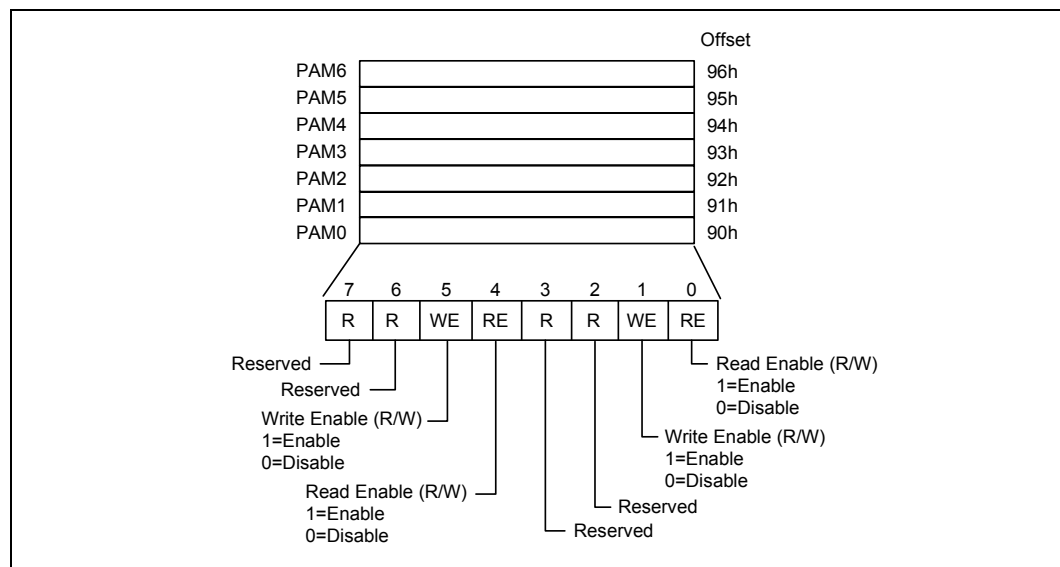 Offset
PAM6 96h
PAM5 95h
PAM4 94h
PAM3 93h
PAM2 92h
PAM1 91h
PAM0 90h
7 6 5 4 3 2 1 0
R R WE RE R R WE RE
Reserved
Reserved
Write Enable (R/W)
1=Enable
0=Disable
Read Enable (R/W)
1=Enable
0=Disable
Reserved
Reserved
Write Enable (R/W)
1=Enable
0=Disable
Read Enable (R/W)
1=Enable
0=Disable